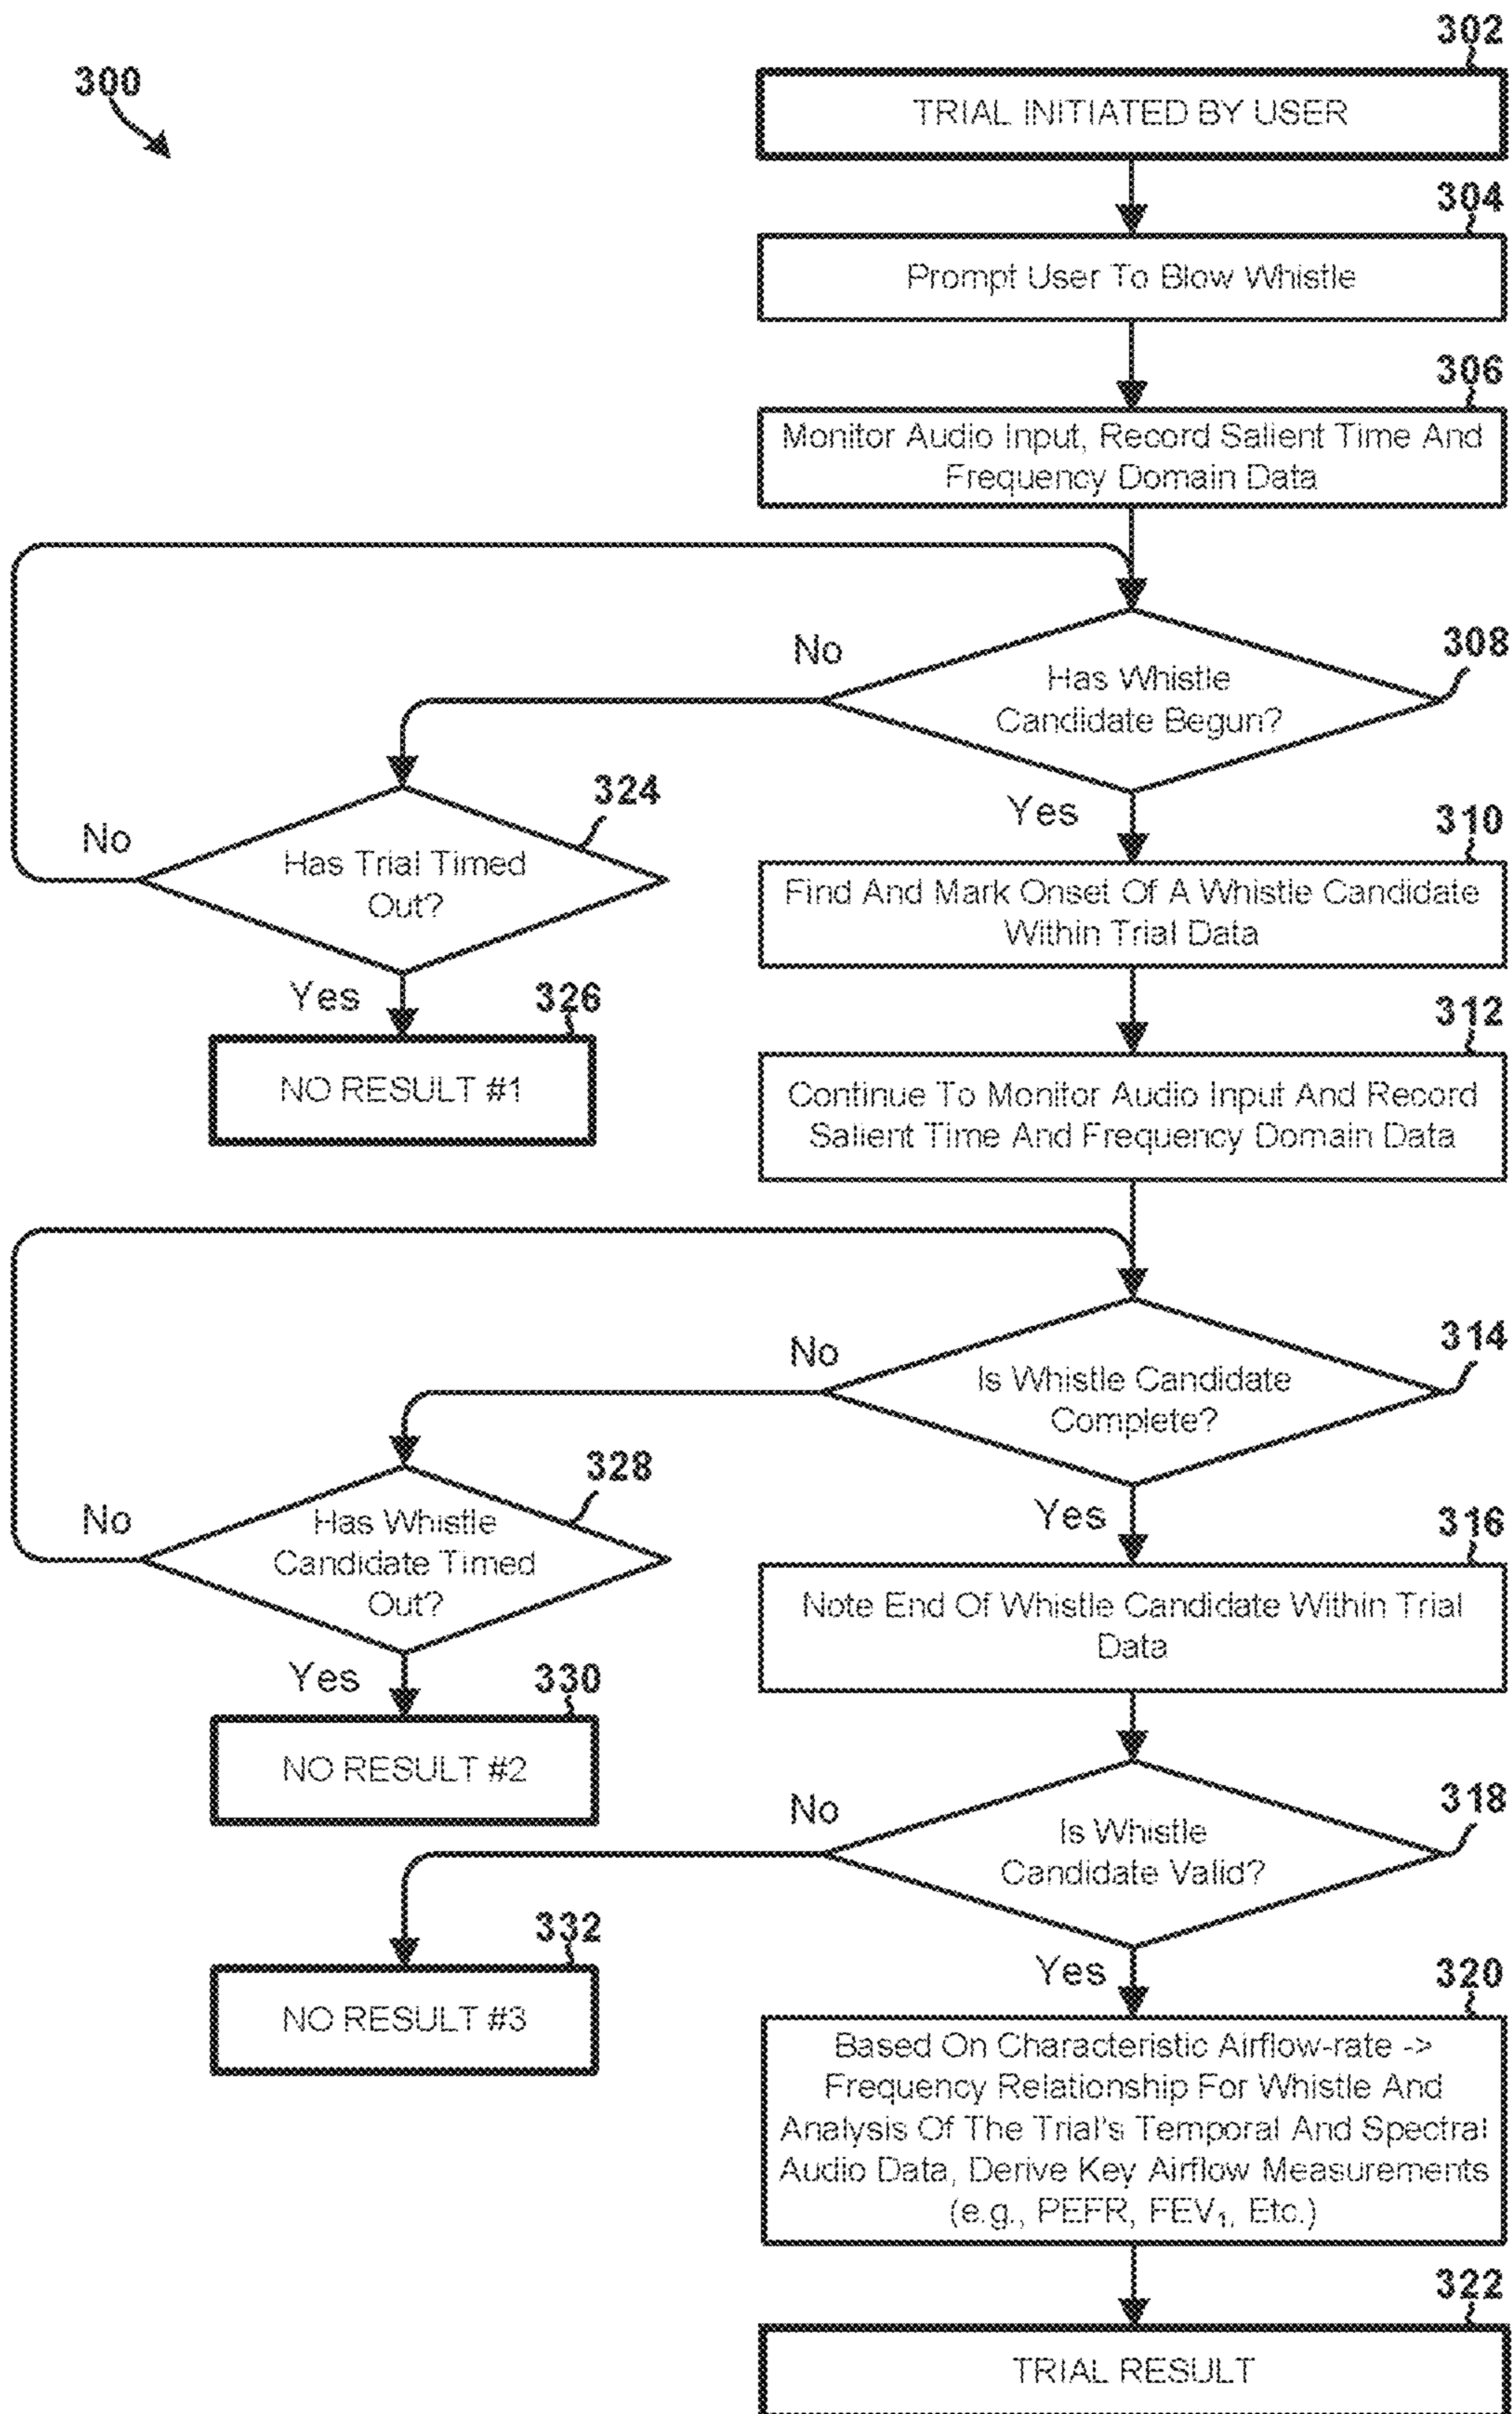 300
302
TRIAL INITIATED BY USER
304
Prompt User To Blow Whistle
306
Monitor Audio Input, Record Salient Time And
Frequency Domain Data
308
No
Has Whistle
Candidate Begun?
Yes
324
No
Has Trial Timed
Out?
Yes
326
NO RESULT #1
310
Find And Mark Onset Of A Whistle Candidate
Within Trial Data
312
Continue To Monitor Audio Input And Record
Salient Time And Frequency Domain Data
314
No
Is Whistle Candidate
Complete?
Yes
328
No
Has Whistle
Candidate Timed
Out?
Yes
330
NO RESULT #2
316
Note End Of Whistle Candidate Within Trial
Data
318
No
Is Whistle
Candidate Valid?
Yes
332
NO RESULT #3
320
Based On Characteristic Airflow-rate ->
Frequency Relationship For Whistle And
Analysis Of The Trial's Temporal And Spectral
Audio Data, Derive Key Airflow Measurements
(e.g., PEFR, FEV₁, Etc.)
322
TRIAL RESULT